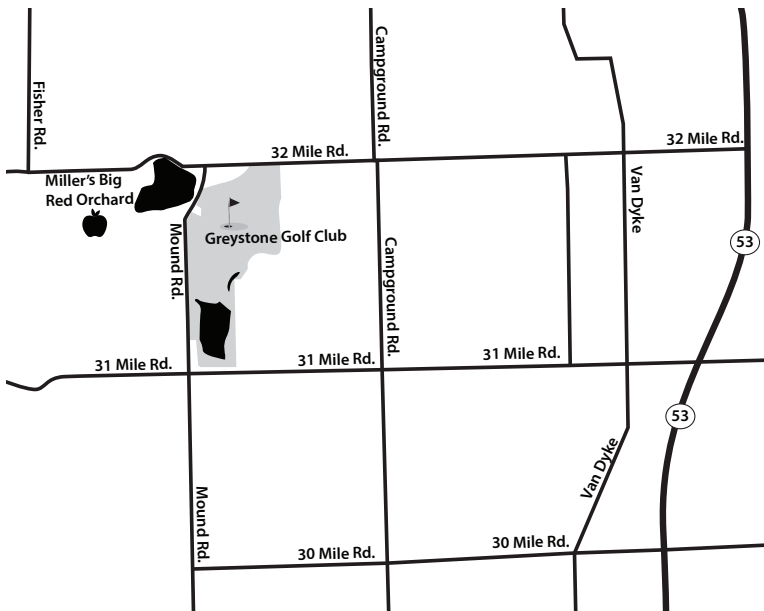 Fisher Rd.
Campground Rd.
32 Mile Rd.
32 Mile Rd.
Miller's Big
Red Orchard
Van Dyke
Mound Rd.
Greystone Golf Club
53
Campground Rd.
31 Mile Rd.
31 Mile Rd.
31 Mile Rd.
53
Van Dyke
Mound Rd.
30 Mile Rd.
30 Mile Rd.